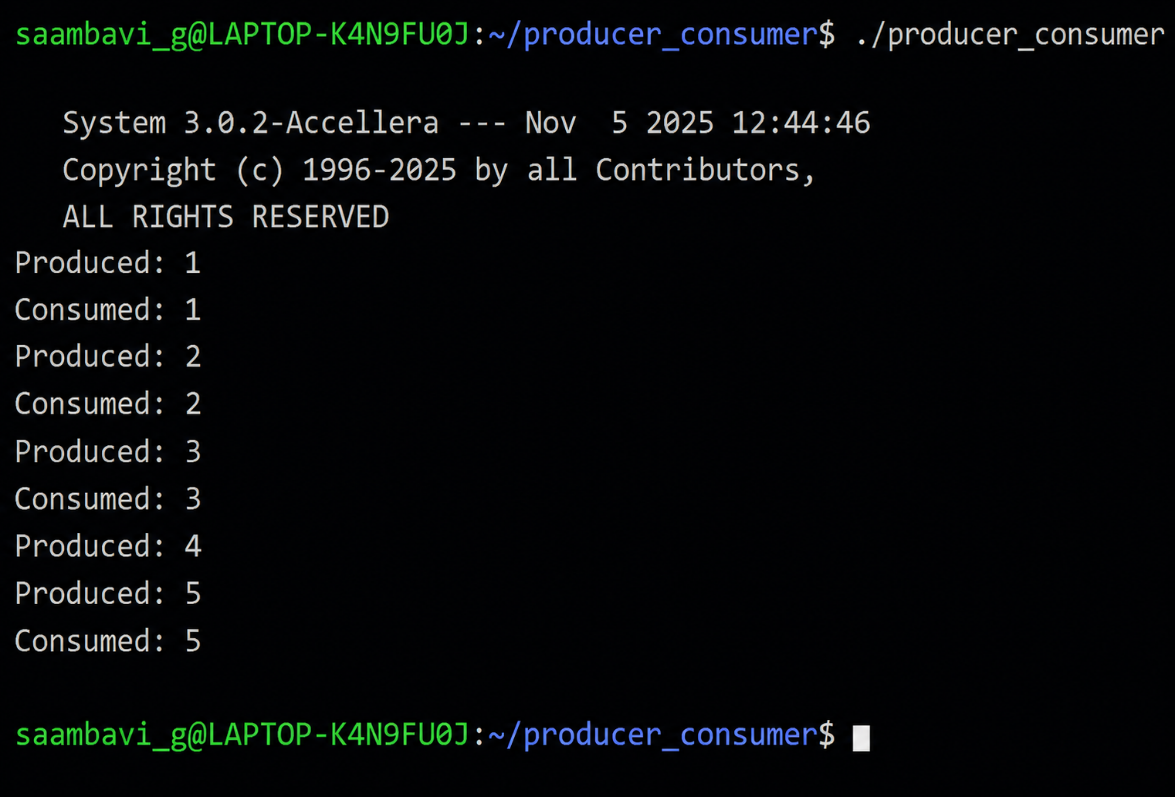 saambavi_g@LAPTOP-K4N9FU0J:~/producer_consumer$ ./producer_consumer
System 3.0.2-Accellera --- Nov  5 2025 12:44:46
Copyright (c) 1996-2025 by all Contributors,
ALL RIGHTS RESERVED
Produced: 1
Consumed: 1
Produced: 2
Consumed: 2
Produced: 3
Consumed: 3
Produced: 4
Produced: 5
Consumed: 5
saambavi_g@LAPTOP-K4N9FU0J:~/producer_consumer$